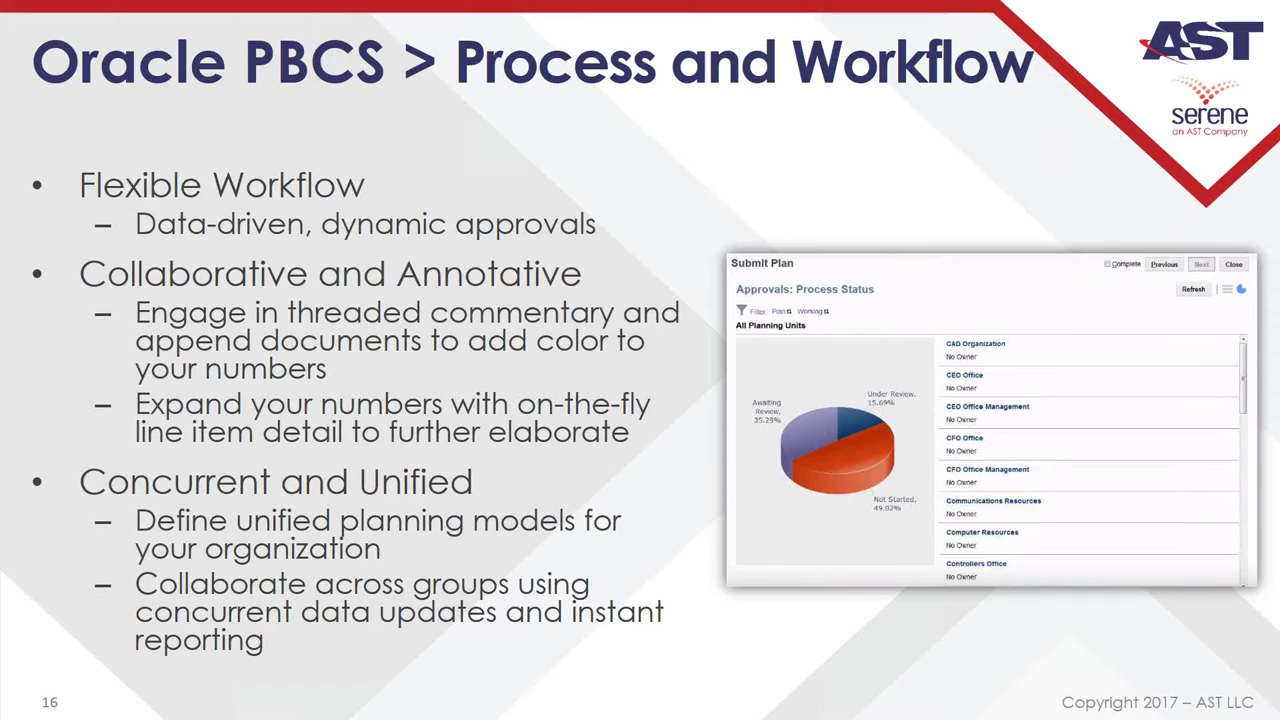 Oracle PBCS > Process and Workflow
AST
serene
an AST Company
• Flexible Workflow
– Data-driven, dynamic approvals
• Collaborative and Annotative
– Engage in threaded commentary and
append documents to add color to
your numbers
– Expand your numbers with on-the-fly
line item detail to further elaborate
• Concurrent and Unified
– Define unified planning models for
your organization
– Collaborate across groups using
concurrent data updates and instant
reporting
Submit Plan
Complete Previous Next Close
Approvals: Process Status
Refresh
Filter: Plan Working
All Planning Units
Awaiting
Review,
35.29%
Under Review,
15.69%
Not Started,
49.02%
CAD Organization
No Owner
CEO Office
No Owner
CEO Office Management
No Owner
CFO Office
No Owner
CFO Office Management
No Owner
Communications Resources
No Owner
Computer Resources
No Owner
Controllers Office
No Owner
16
Copyright 2017 – AST LLC